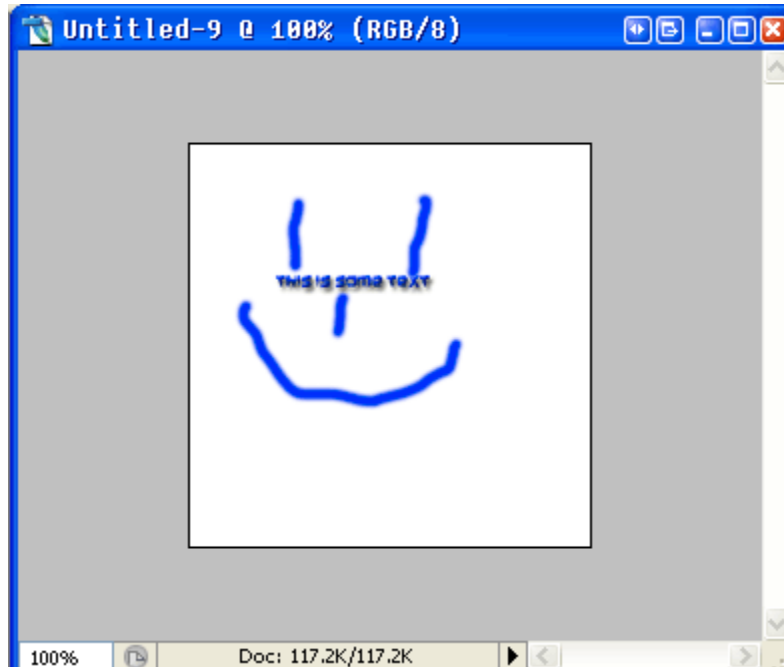 Untitled-9 @ 100% (RGB/8)
THIS IS SOME TEXT
100%
Doc: 117.2K/117.2K